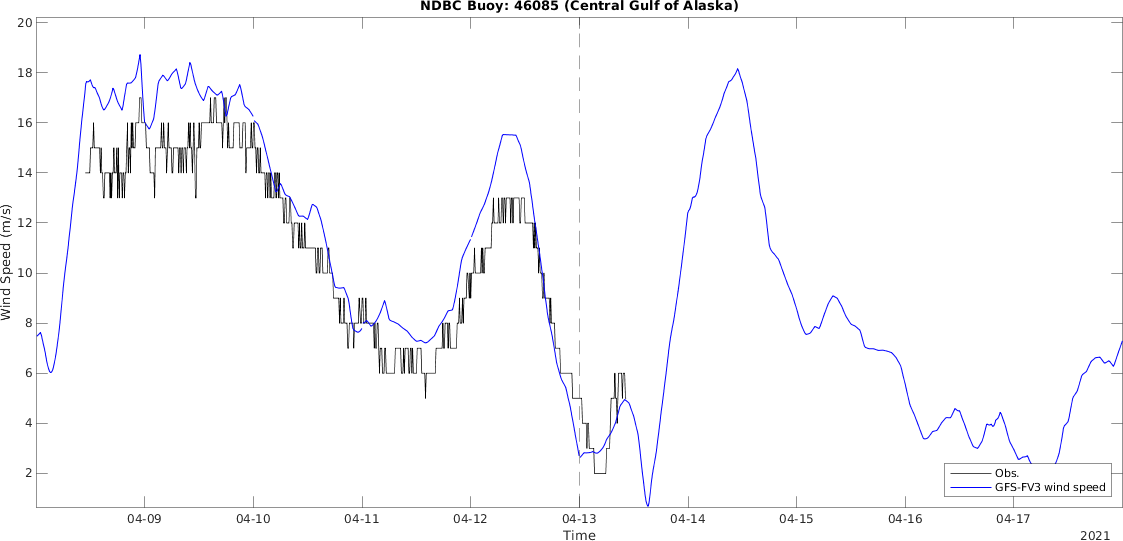 NDBC Buoy: 46085 (Central Gulf of Alaska)
20
18
16
14
12
10
8
6
4
2
Wind Speed (m/s)
Obs.
GFS-FV3 wind speed
04-09 04-10 04-11 04-12 04-13 04-14 04-15 04-16 04-17
Time
2021